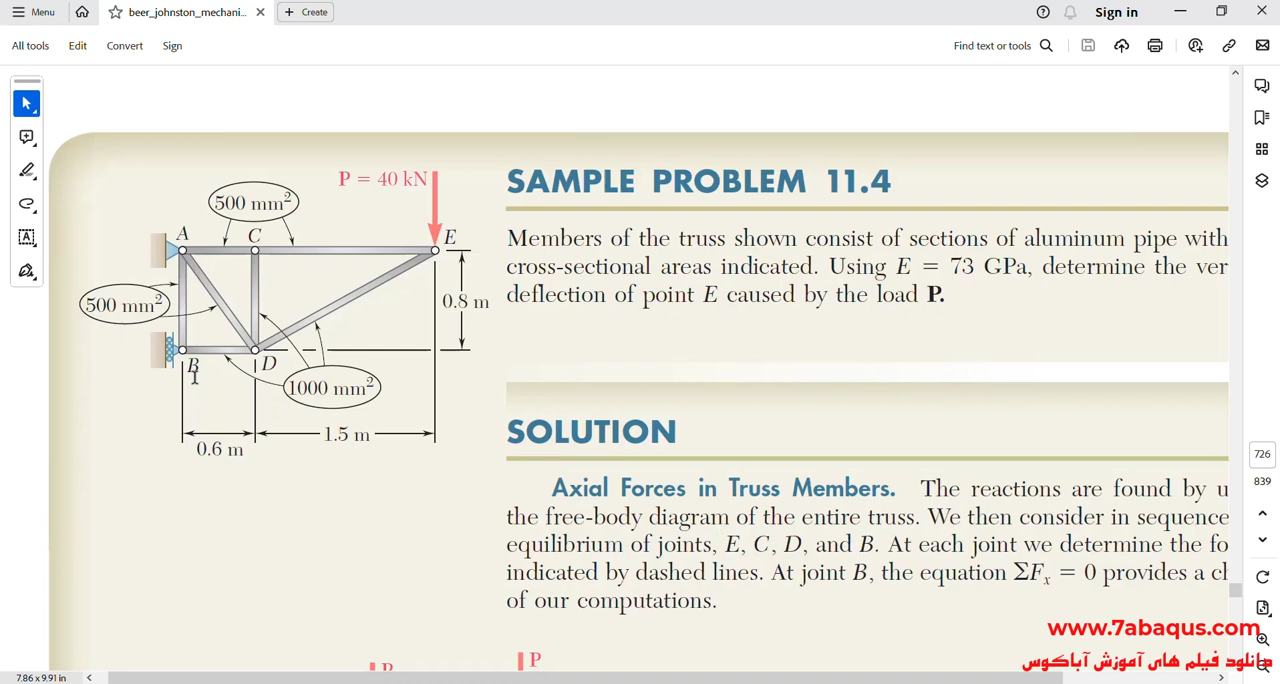 Menu
beer_johnston_mechani...
+ Create
Sign in
All tools Edit Convert Sign
Find text or tools
P = 40 kN
SAMPLE PROBLEM 11.4
500 mm²
A C E
Members of the truss shown consist of sections of aluminum pipe with
cross-sectional areas indicated. Using E = 73 GPa, determine the ver
deflection of point E caused by the load P.
500 mm²
0.8 m
B D
1000 mm²
0.6 m
1.5 m
SOLUTION
Axial Forces in Truss Members. The reactions are found by u
the free-body diagram of the entire truss. We then consider in sequence
equilibrium of joints, E, C, D, and B. At each joint we determine the fo
indicated by dashed lines. At joint B, the equation ΣFx = 0 provides a ch
of our computations.
P
726
839
www.7abaqus.com
دانلود فیلم های آموزش آباکوس
7.86 x 9.91 in